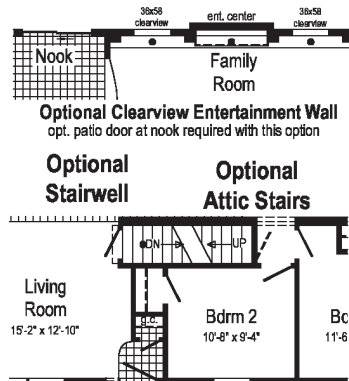 36x58
clearview
ent. center
36x58
clearview
Nook
Family
Room
Optional Clearview Entertainment Wall
opt. patio door at nook required with this option
Optional
Stairwell
Optional
Attic Stairs
DN
UP
Living
Room
15'-2" x 12'-10"
g.c.
Bdrm 2
10'-8" x 9'-4"
Bc
11'-6